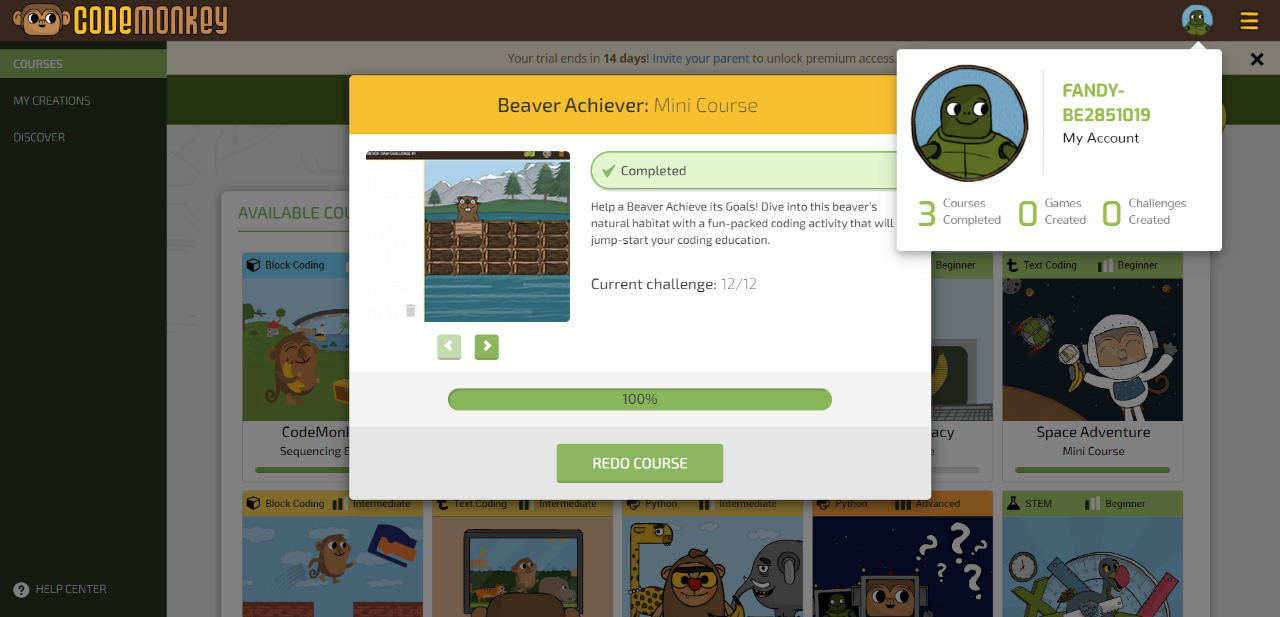 CODEMONKEY
COURSES
MY CREATIONS
DISCOVER
HELP CENTER
Your trial ends in 14 days! Invite your parent to unlock premium access.
Beaver Achiever: Mini Course
Completed
Help a Beaver Achieve its Goals! Dive into this beaver's
natural habitat with a fun-packed coding activity that will
jump-start your coding education.
Current challenge: 12/12
100%
REDO COURSE
FANDY-
BE2851019
My Account
3 Courses Completed
0 Games Created
0 Challenges Created
AVAILABLE COU
Block Coding
Beginner
Text Coding Beginner
CodeMonk
Sequencing &
acy
Space Adventure
Mini Course
Block Coding Intermediate
Text Coding Intermediate
Python Intermediate
Python Advanced
STEM Beginner
? ? ? ?